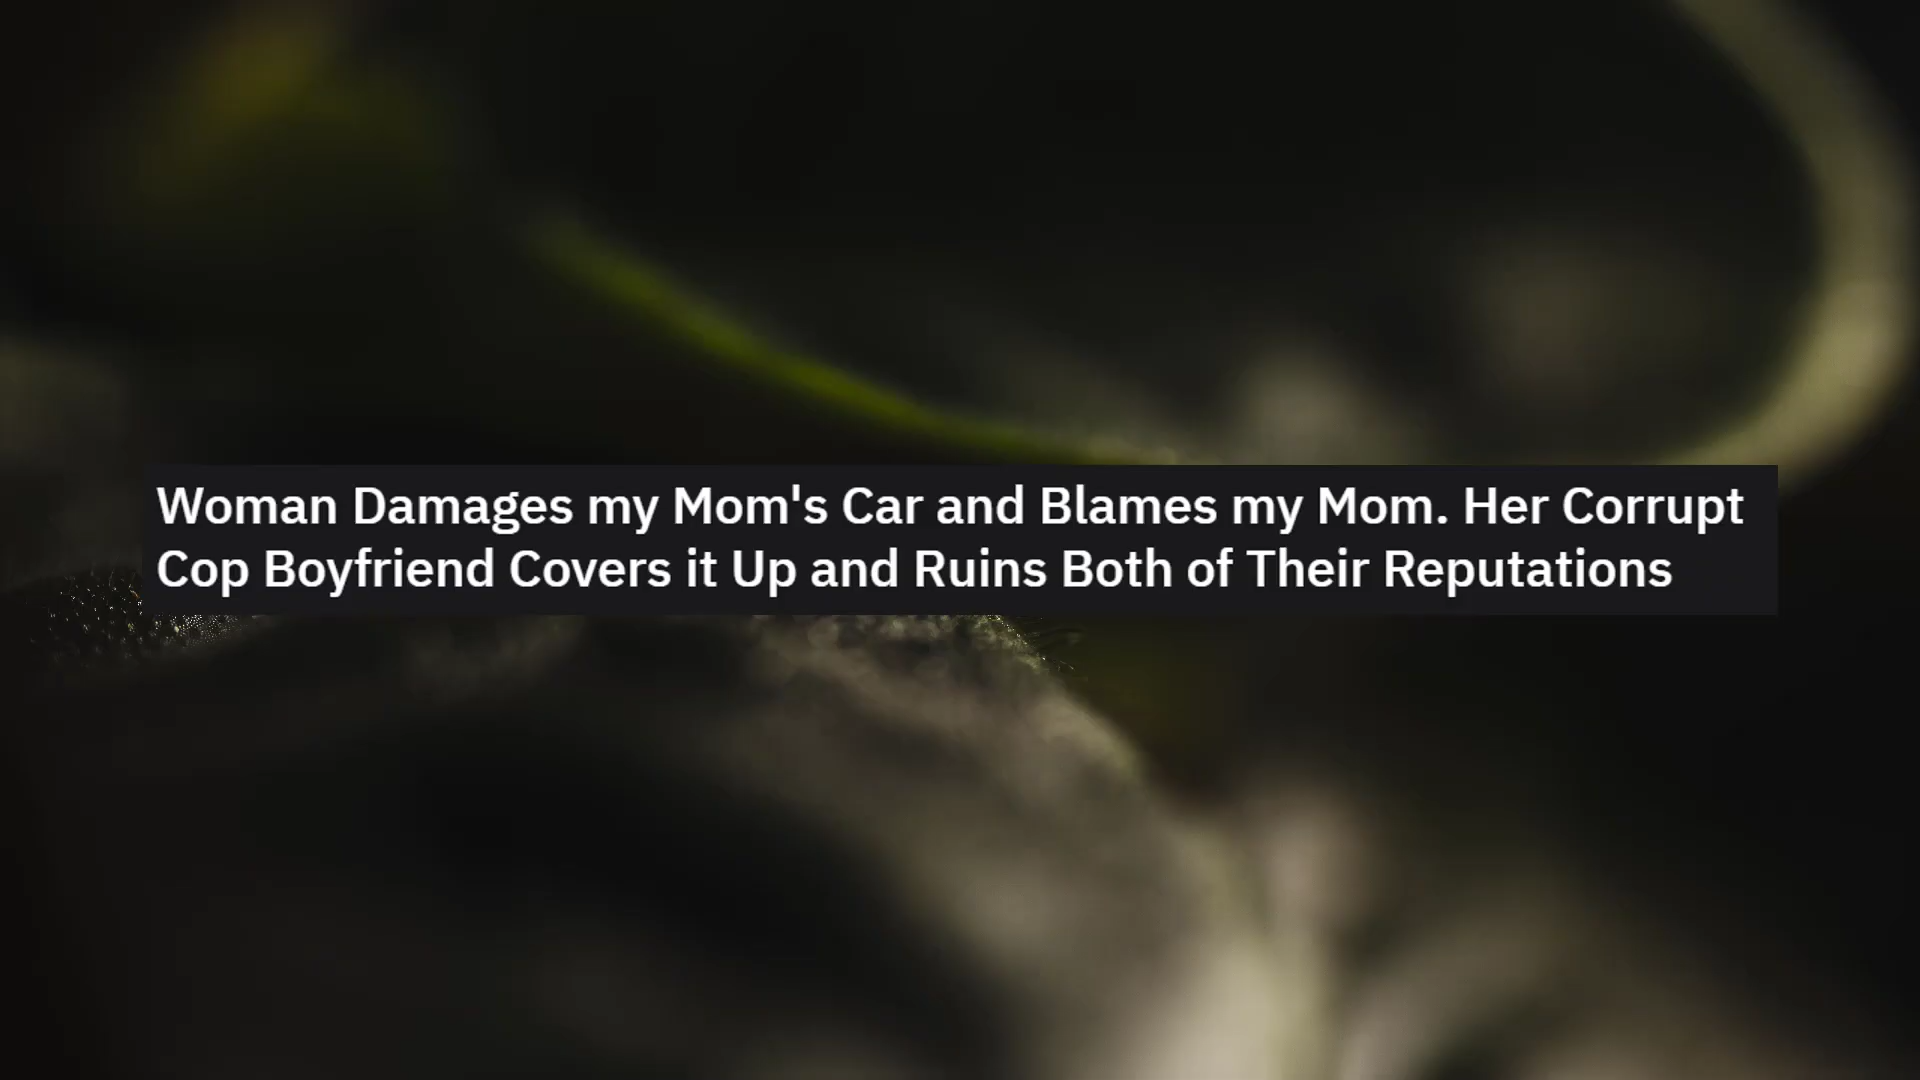 Woman Damages my Mom's Car and Blames my Mom. Her Corrupt
Cop Boyfriend Covers it Up and Ruins Both of Their Reputations